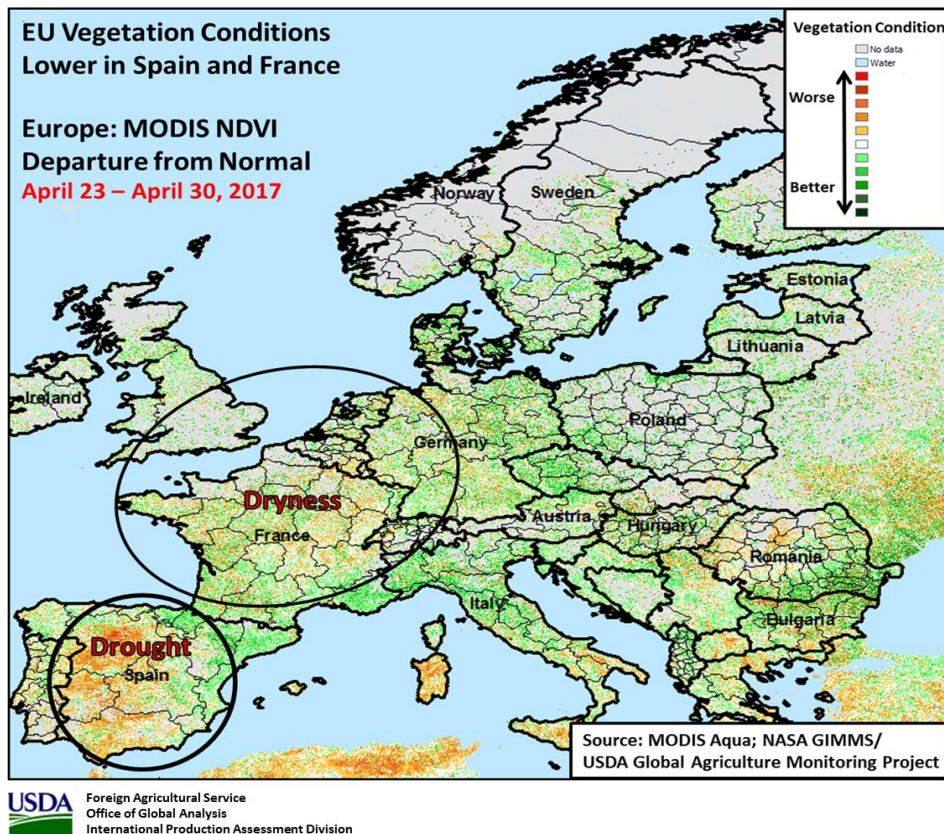 EU Vegetation Conditions
Lower in Spain and France
Europe: MODIS NDVI
Departure from Normal
April 23 – April 30, 2017
Vegetation Condition
No data
Water
Worse
Better
Norway
Sweden
Estonia
Latvia
Lithuania
Ireland
Poland
Germany
Dryness
France
Austria
Hungary
Romania
Italy
Bulgaria
Drought
Spain
Source: MODIS Aqua; NASA GIMMS/
USDA Global Agriculture Monitoring Project
USDA
Foreign Agricultural Service
Office of Global Analysis
International Production Assessment Division